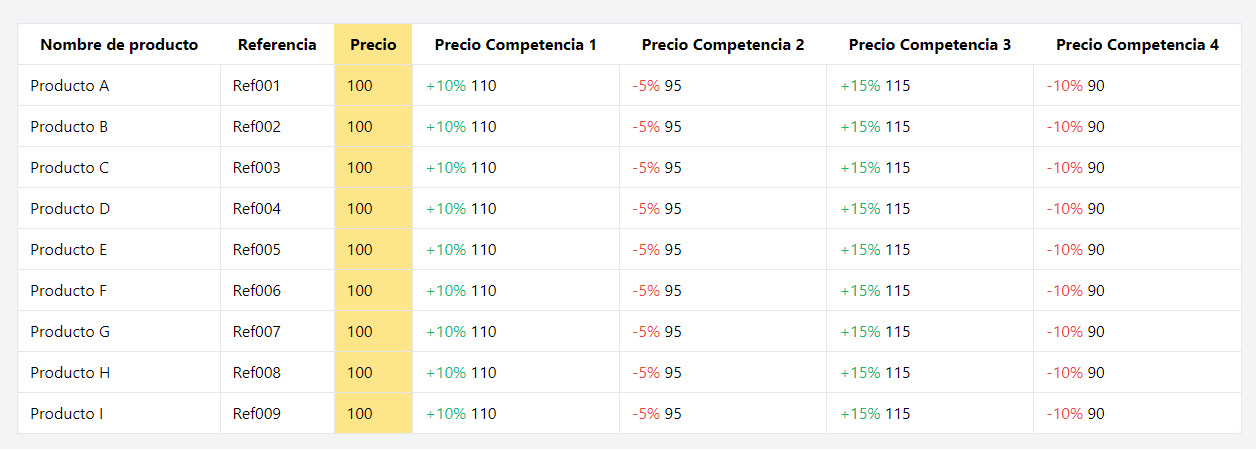 Nombre de producto Referencia Precio Precio Competencia 1 Precio Competencia 2 Precio Competencia 3 Precio Competencia 4
Producto A Ref001 100 +10% 110 -5% 95 +15% 115 -10% 90
Producto B Ref002 100 +10% 110 -5% 95 +15% 115 -10% 90
Producto C Ref003 100 +10% 110 -5% 95 +15% 115 -10% 90
Producto D Ref004 100 +10% 110 -5% 95 +15% 115 -10% 90
Producto E Ref005 100 +10% 110 -5% 95 +15% 115 -10% 90
Producto F Ref006 100 +10% 110 -5% 95 +15% 115 -10% 90
Producto G Ref007 100 +10% 110 -5% 95 +15% 115 -10% 90
Producto H Ref008 100 +10% 110 -5% 95 +15% 115 -10% 90
Producto I Ref009 100 +10% 110 -5% 95 +15% 115 -10% 90